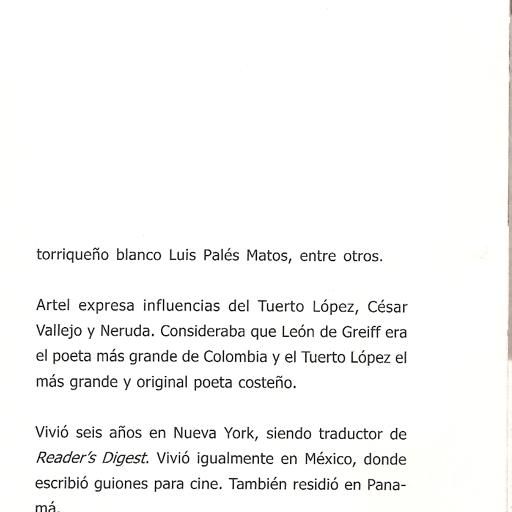 torriqueño blanco Luis Palés Matos, entre otros.
Artel expresa influencias del Tuerto López, César
Vallejo y Neruda. Consideraba que León de Greiff era
el poeta más grande de Colombia y el Tuerto López el
más grande y original poeta costeño.
Vivió seis años en Nueva York, siendo traductor de
Reader's Digest. Vivió igualmente en México, donde
escribió guiones para cine. También residió en Pana-
má.